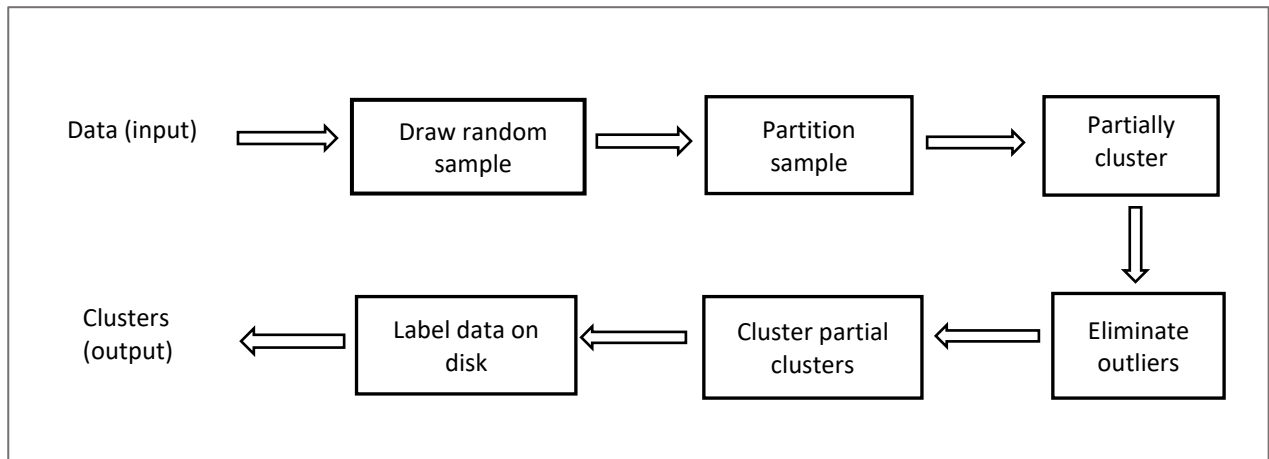 Data (input)
Draw random
sample
Partition
sample
Partially
cluster
Eliminate
outliers
Cluster partial
clusters
Label data on
disk
Clusters
(output)